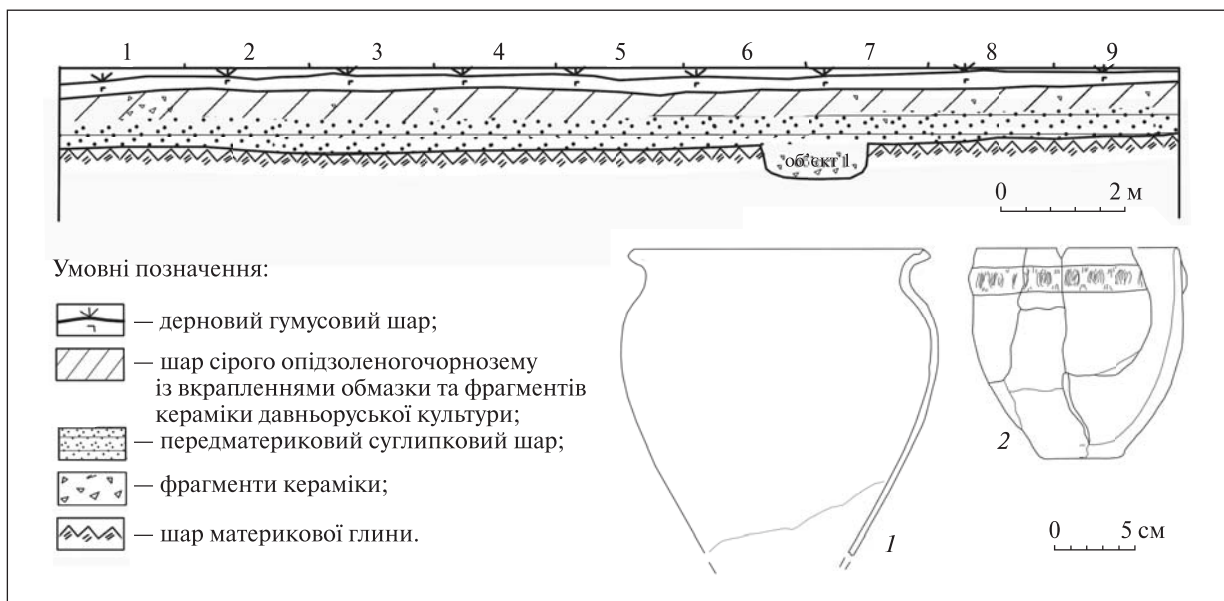 1 2 3 4 5 6 7 8 9
об'єкт 1
0 2 м
Умовні позначення:
— дерновий гумусовий шар;
— шар сірого опідзоленогочорнозему
із вкрапленнями обмазки та фрагментів
кераміки давньоруської культури;
— передматериковий суглипковий шар;
— фрагменти кераміки;
— шар материкової глини.
1
2
0 5 см